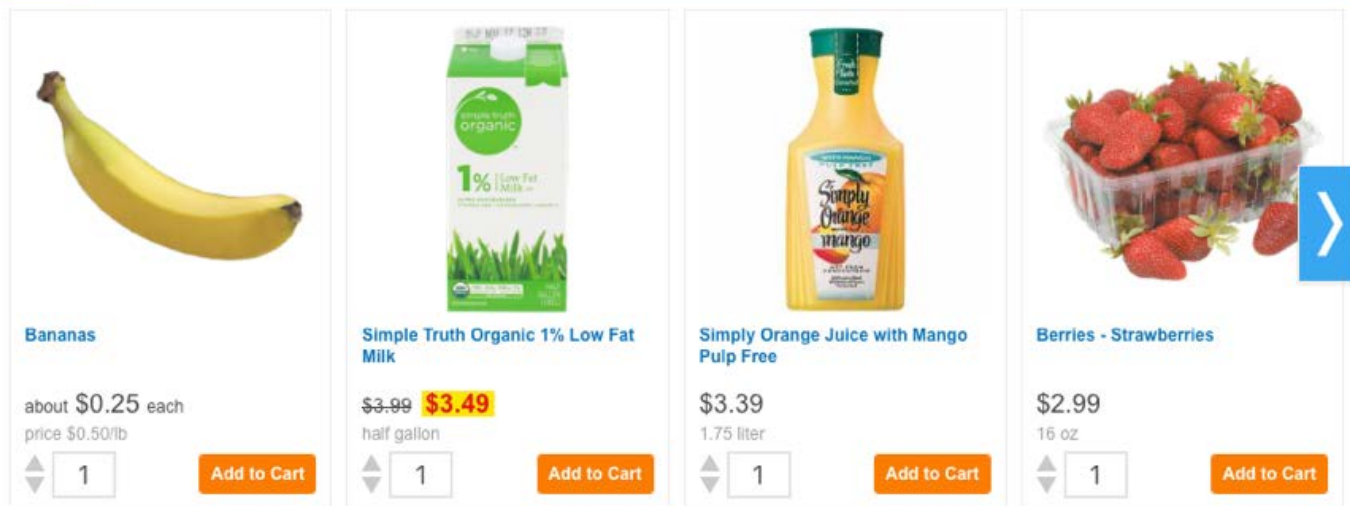 simple truth
organic
1% Low Fat
Milk
HALF
GALLON
Simply
Orange
mango
Bananas
Simple Truth Organic 1% Low Fat
Milk
Simply Orange Juice with Mango
Pulp Free
Berries - Strawberries
about $0.25 each
$3.99 $3.49
$3.39
$2.99
price $0.50/lb
half gallon
1.75 liter
16 oz
1 Add to Cart
1 Add to Cart
1 Add to Cart
1 Add to Cart